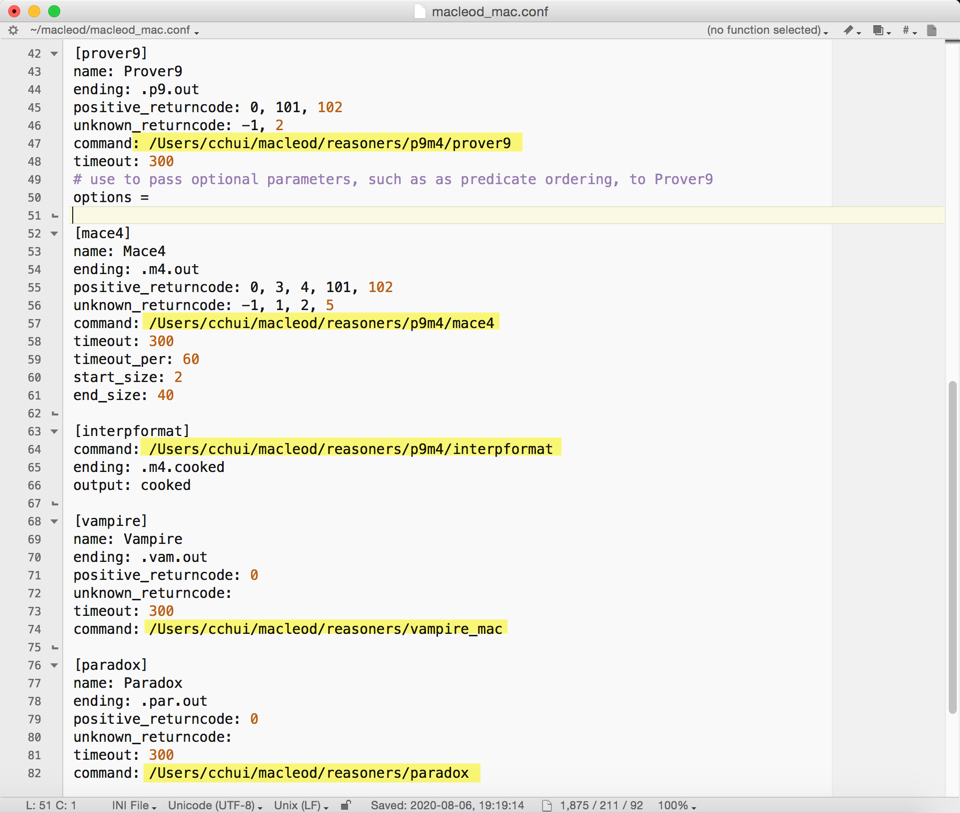 macleod_mac.conf
~/macleod/macleod_mac.conf
(no function selected)
#
42 [prover9]
43 name: Prover9
44 ending: .p9.out
45 positive_returncode: 0, 101, 102
46 unknown_returncode: -1, 2
47 command: /Users/cchui/macleod/reasoners/p9m4/prover9
48 timeout: 300
49 # use to pass optional parameters, such as as predicate ordering, to Prover9
50 options =
51
52 [mace4]
53 name: Mace4
54 ending: .m4.out
55 positive_returncode: 0, 3, 4, 101, 102
56 unknown_returncode: -1, 1, 2, 5
57 command: /Users/cchui/macleod/reasoners/p9m4/mace4
58 timeout: 300
59 timeout_per: 60
60 start_size: 2
61 end_size: 40
62
63 [interpformat]
64 command: /Users/cchui/macleod/reasoners/p9m4/interpformat
65 ending: .m4.cooked
66 output: cooked
67
68 [vampire]
69 name: Vampire
70 ending: .vam.out
71 positive_returncode: 0
72 unknown_returncode:
73 timeout: 300
74 command: /Users/cchui/macleod/reasoners/vampire_mac
75
76 [paradox]
77 name: Paradox
78 ending: .par.out
79 positive_returncode: 0
80 unknown_returncode:
81 timeout: 300
82 command: /Users/cchui/macleod/reasoners/paradox
L: 51 C: 1 INI File Unicode (UTF-8) Unix (LF) Saved: 2020-08-06, 19:19:14 1,875 / 211 / 92 100%